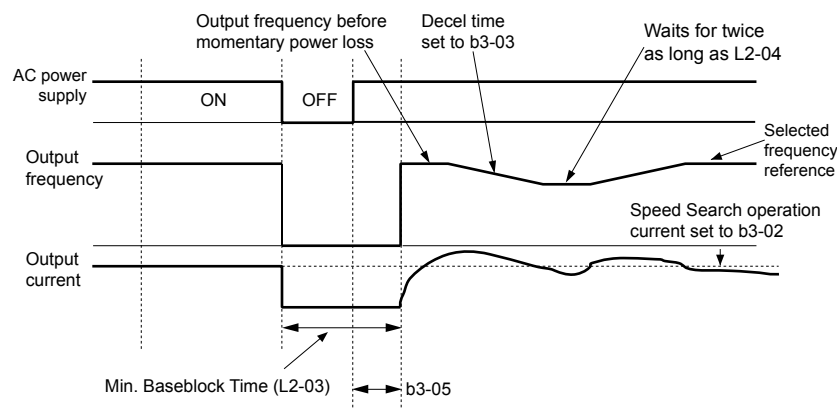 Output frequency before
momentary power loss
Decel time
set to b3-03
Waits for twice
as long as L2-04
AC power
supply
ON
OFF
Output
frequency
Selected
frequency
reference
Speed Search operation
current set to b3-02
Output
current
Min. Baseblock Time (L2-03)
b3-05